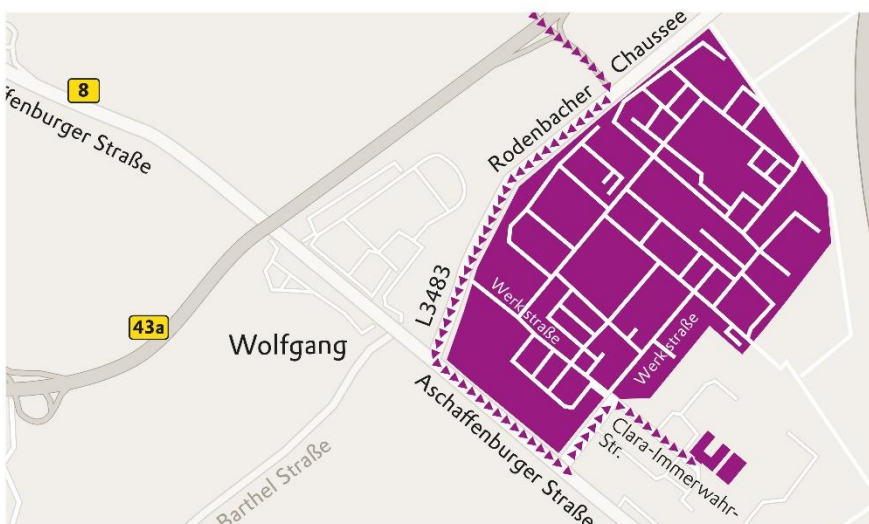 Chaussee
Rodenbacher
8
ffenburger Straße
L3483
43a
Wolfgang
Werkstraße
Werkstraße
Aschaffenburger Straße
Clara-Immerwahr-
Str.
Barthel Straße